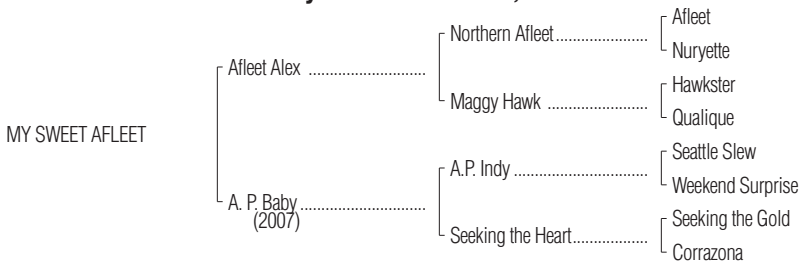 Afleet
Northern Afleet
Nuryette
Afleet Alex
Hawkster
Maggy Hawk
Qualique
MY SWEET AFLEET
Seattle Slew
A.P. Indy
Weekend Surprise
A. P. Baby
(2007)
Seeking the Gold
Seeking the Heart
Corrazona